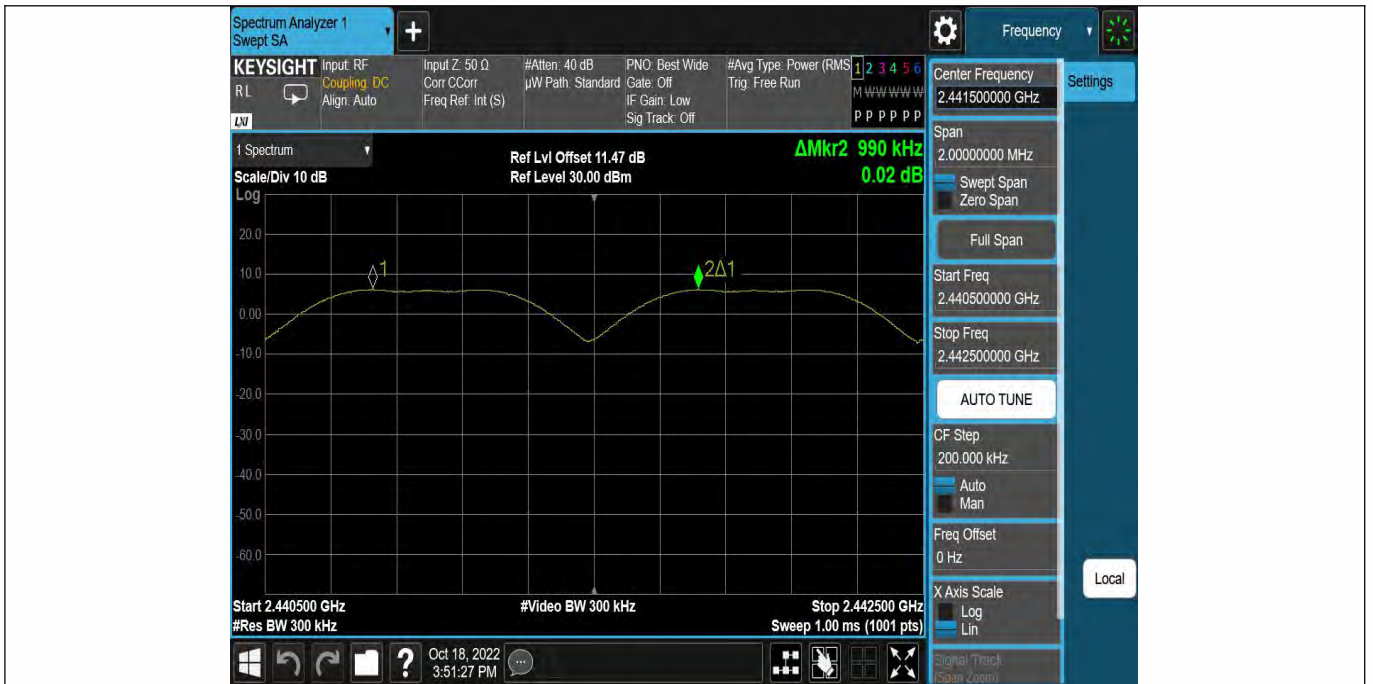 Spectrum Analyzer 1
Swept SA
+
Frequency
KEYSIGHT
R L
LXI
Input: RF
Coupling: DC
Align: Auto
Input Z: 50 Ω
Corr CCorr
Freq Ref: Int (S)
#Atten: 40 dB
µW Path: Standard
PNO: Best Wide
Gate: Off
IF Gain: Low
Sig Track: Off
#Avg Type: Power (RMS
Trig: Free Run
1 2 3 4 5 6
M W W W W W
P P P P P P
1 Spectrum
Scale/Div 10 dB
Log
Ref Lvl Offset 11.47 dB
Ref Level 30.00 dBm
ΔMkr2 990 kHz
0.02 dB
20.0
10.0
0.00
-10.0
-20.0
-30.0
-40.0
-50.0
-60.0
1
2Δ1
Start 2.440500 GHz
#Res BW 300 kHz
#Video BW 300 kHz
Stop 2.442500 GHz
Sweep 1.00 ms (1001 pts)
Center Frequency
2.441500000 GHz
Settings
Span
2.00000000 MHz
Swept Span
Zero Span
Full Span
Start Freq
2.440500000 GHz
Stop Freq
2.442500000 GHz
AUTO TUNE
CF Step
200.000 kHz
Auto
Man
Freq Offset
0 Hz
X Axis Scale
Log
Lin
Signal Track
(Span Zoom)
Local
?
Oct 18, 2022
3:51:27 PM